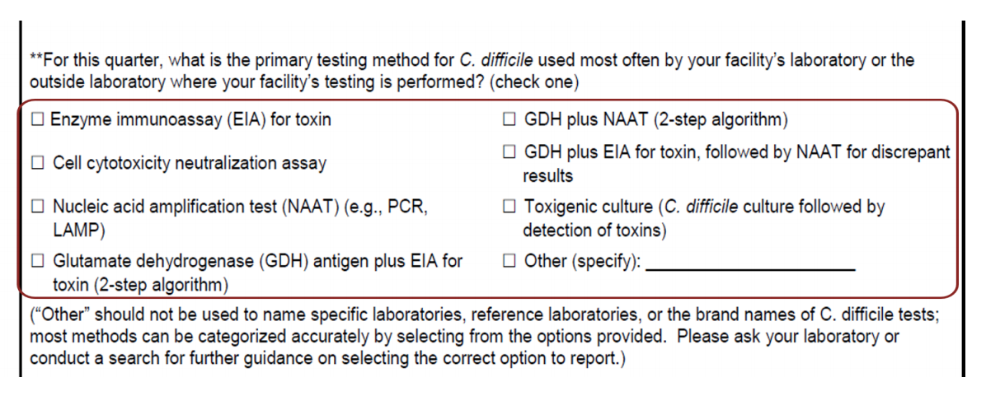 **For this quarter, what is the primary testing method for C. difficile used most often by your facility's laboratory or the
outside laboratory where your facility's testing is performed? (check one)
☐ Enzyme immunoassay (EIA) for toxin
☐ Cell cytotoxicity neutralization assay
☐ Nucleic acid amplification test (NAAT) (e.g., PCR,
LAMP)
☐ Glutamate dehydrogenase (GDH) antigen plus EIA for
toxin (2-step algorithm)
☐ GDH plus NAAT (2-step algorithm)
☐ GDH plus EIA for toxin, followed by NAAT for discrepant
results
☐ Toxigenic culture (C. difficile culture followed by
detection of toxins)
☐ Other (specify): ____________________
("Other" should not be used to name specific laboratories, reference laboratories, or the brand names of C. difficile tests;
most methods can be categorized accurately by selecting from the options provided.  Please ask your laboratory or
conduct a search for further guidance on selecting the correct option to report.)